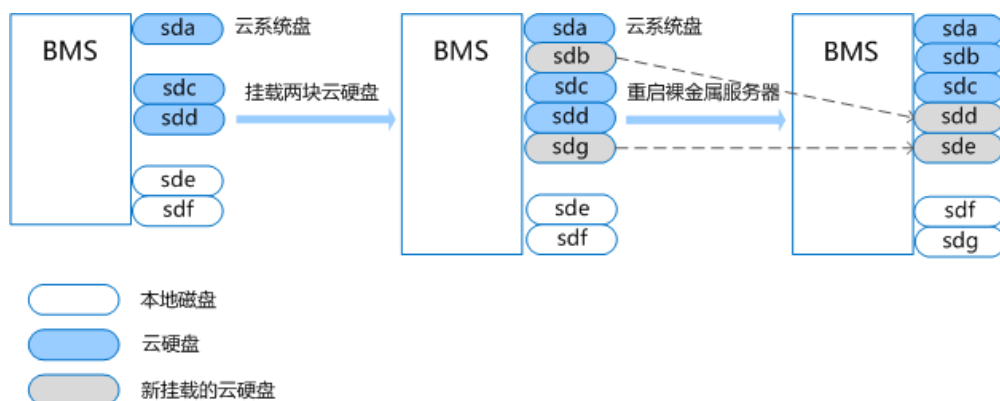 BMS
sda
云系统盘
sdc
sdd
挂载两块云硬盘
sde
sdf
BMS
sda
云系统盘
sdb
sdc
sdd
重启裸金属服务器
sdg
sde
sdf
BMS
sda
sdb
sdc
sdd
sde
sdf
sdg
本地磁盘
云硬盘
新挂载的云硬盘